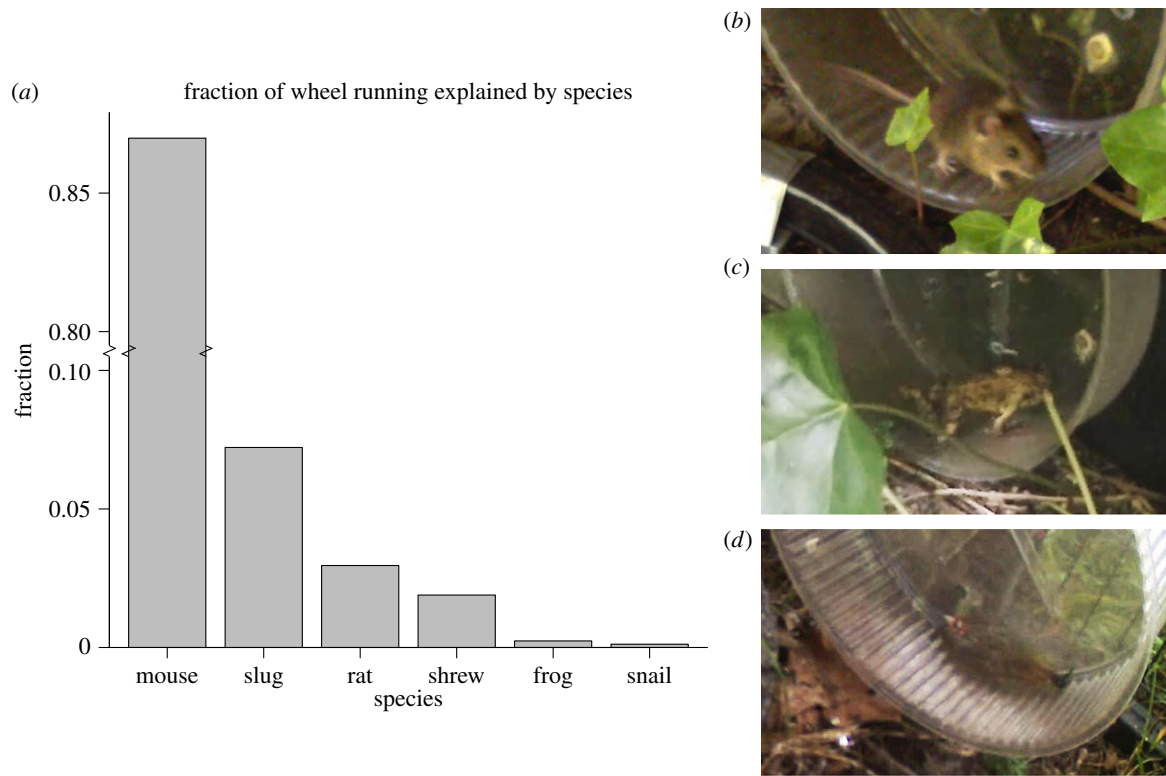 (a)
fraction of wheel running explained by species
fraction
0.85
0.80
0.10
0.05
0
mouse slug rat shrew frog snail
species
(b)
(c)
(d)